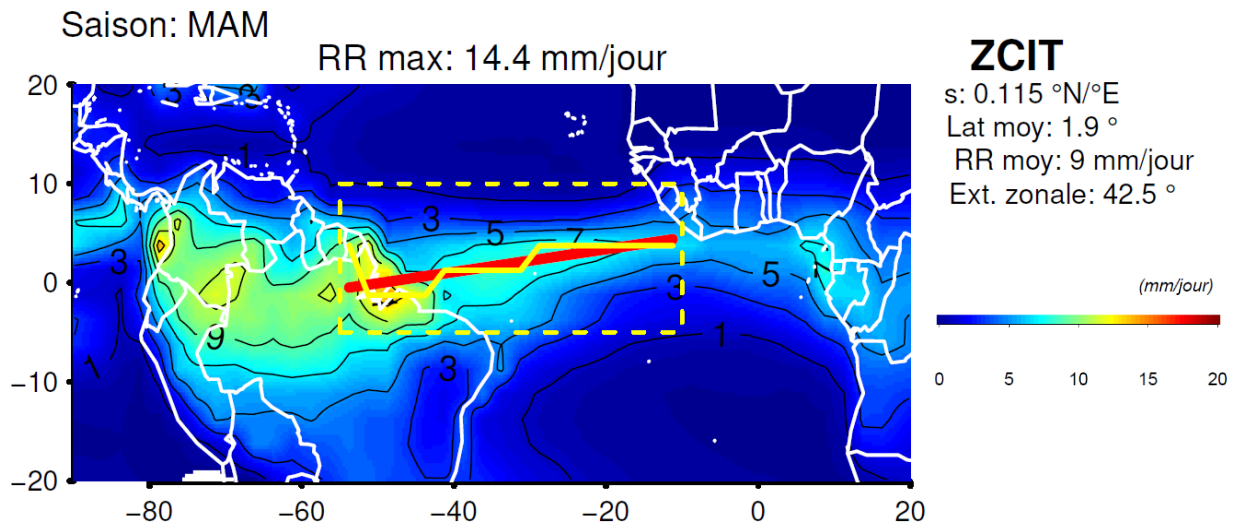 Saison: MAM
RR max: 14.4 mm/jour
ZCIT
s: 0.115 °N/°E
Lat moy: 1.9 °
RR moy: 9 mm/jour
Ext. zonale: 42.5 °
(mm/jour)
0 5 10 15 20
20
10
0
−10
−20
−80 −60 −40 −20 0 20
3
3
1
3
5
7
3
3
5
9
1
1
3